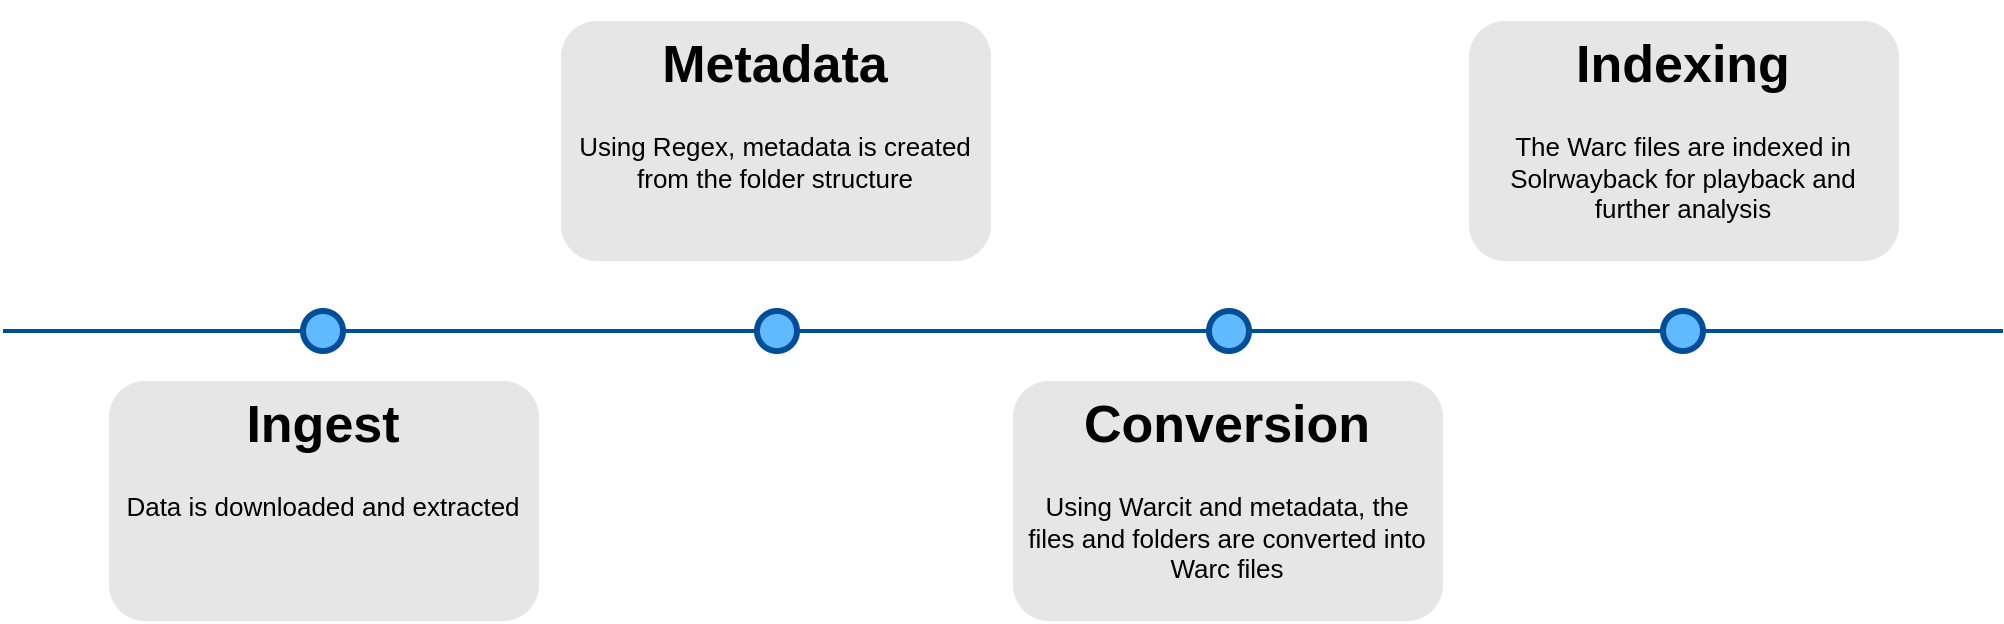 Metadata
Using Regex, metadata is created
from the folder structure
Indexing
The Warc files are indexed in
Solrwayback for playback and
further analysis
Ingest
Data is downloaded and extracted
Conversion
Using Warcit and metadata, the
files and folders are converted into
Warc files